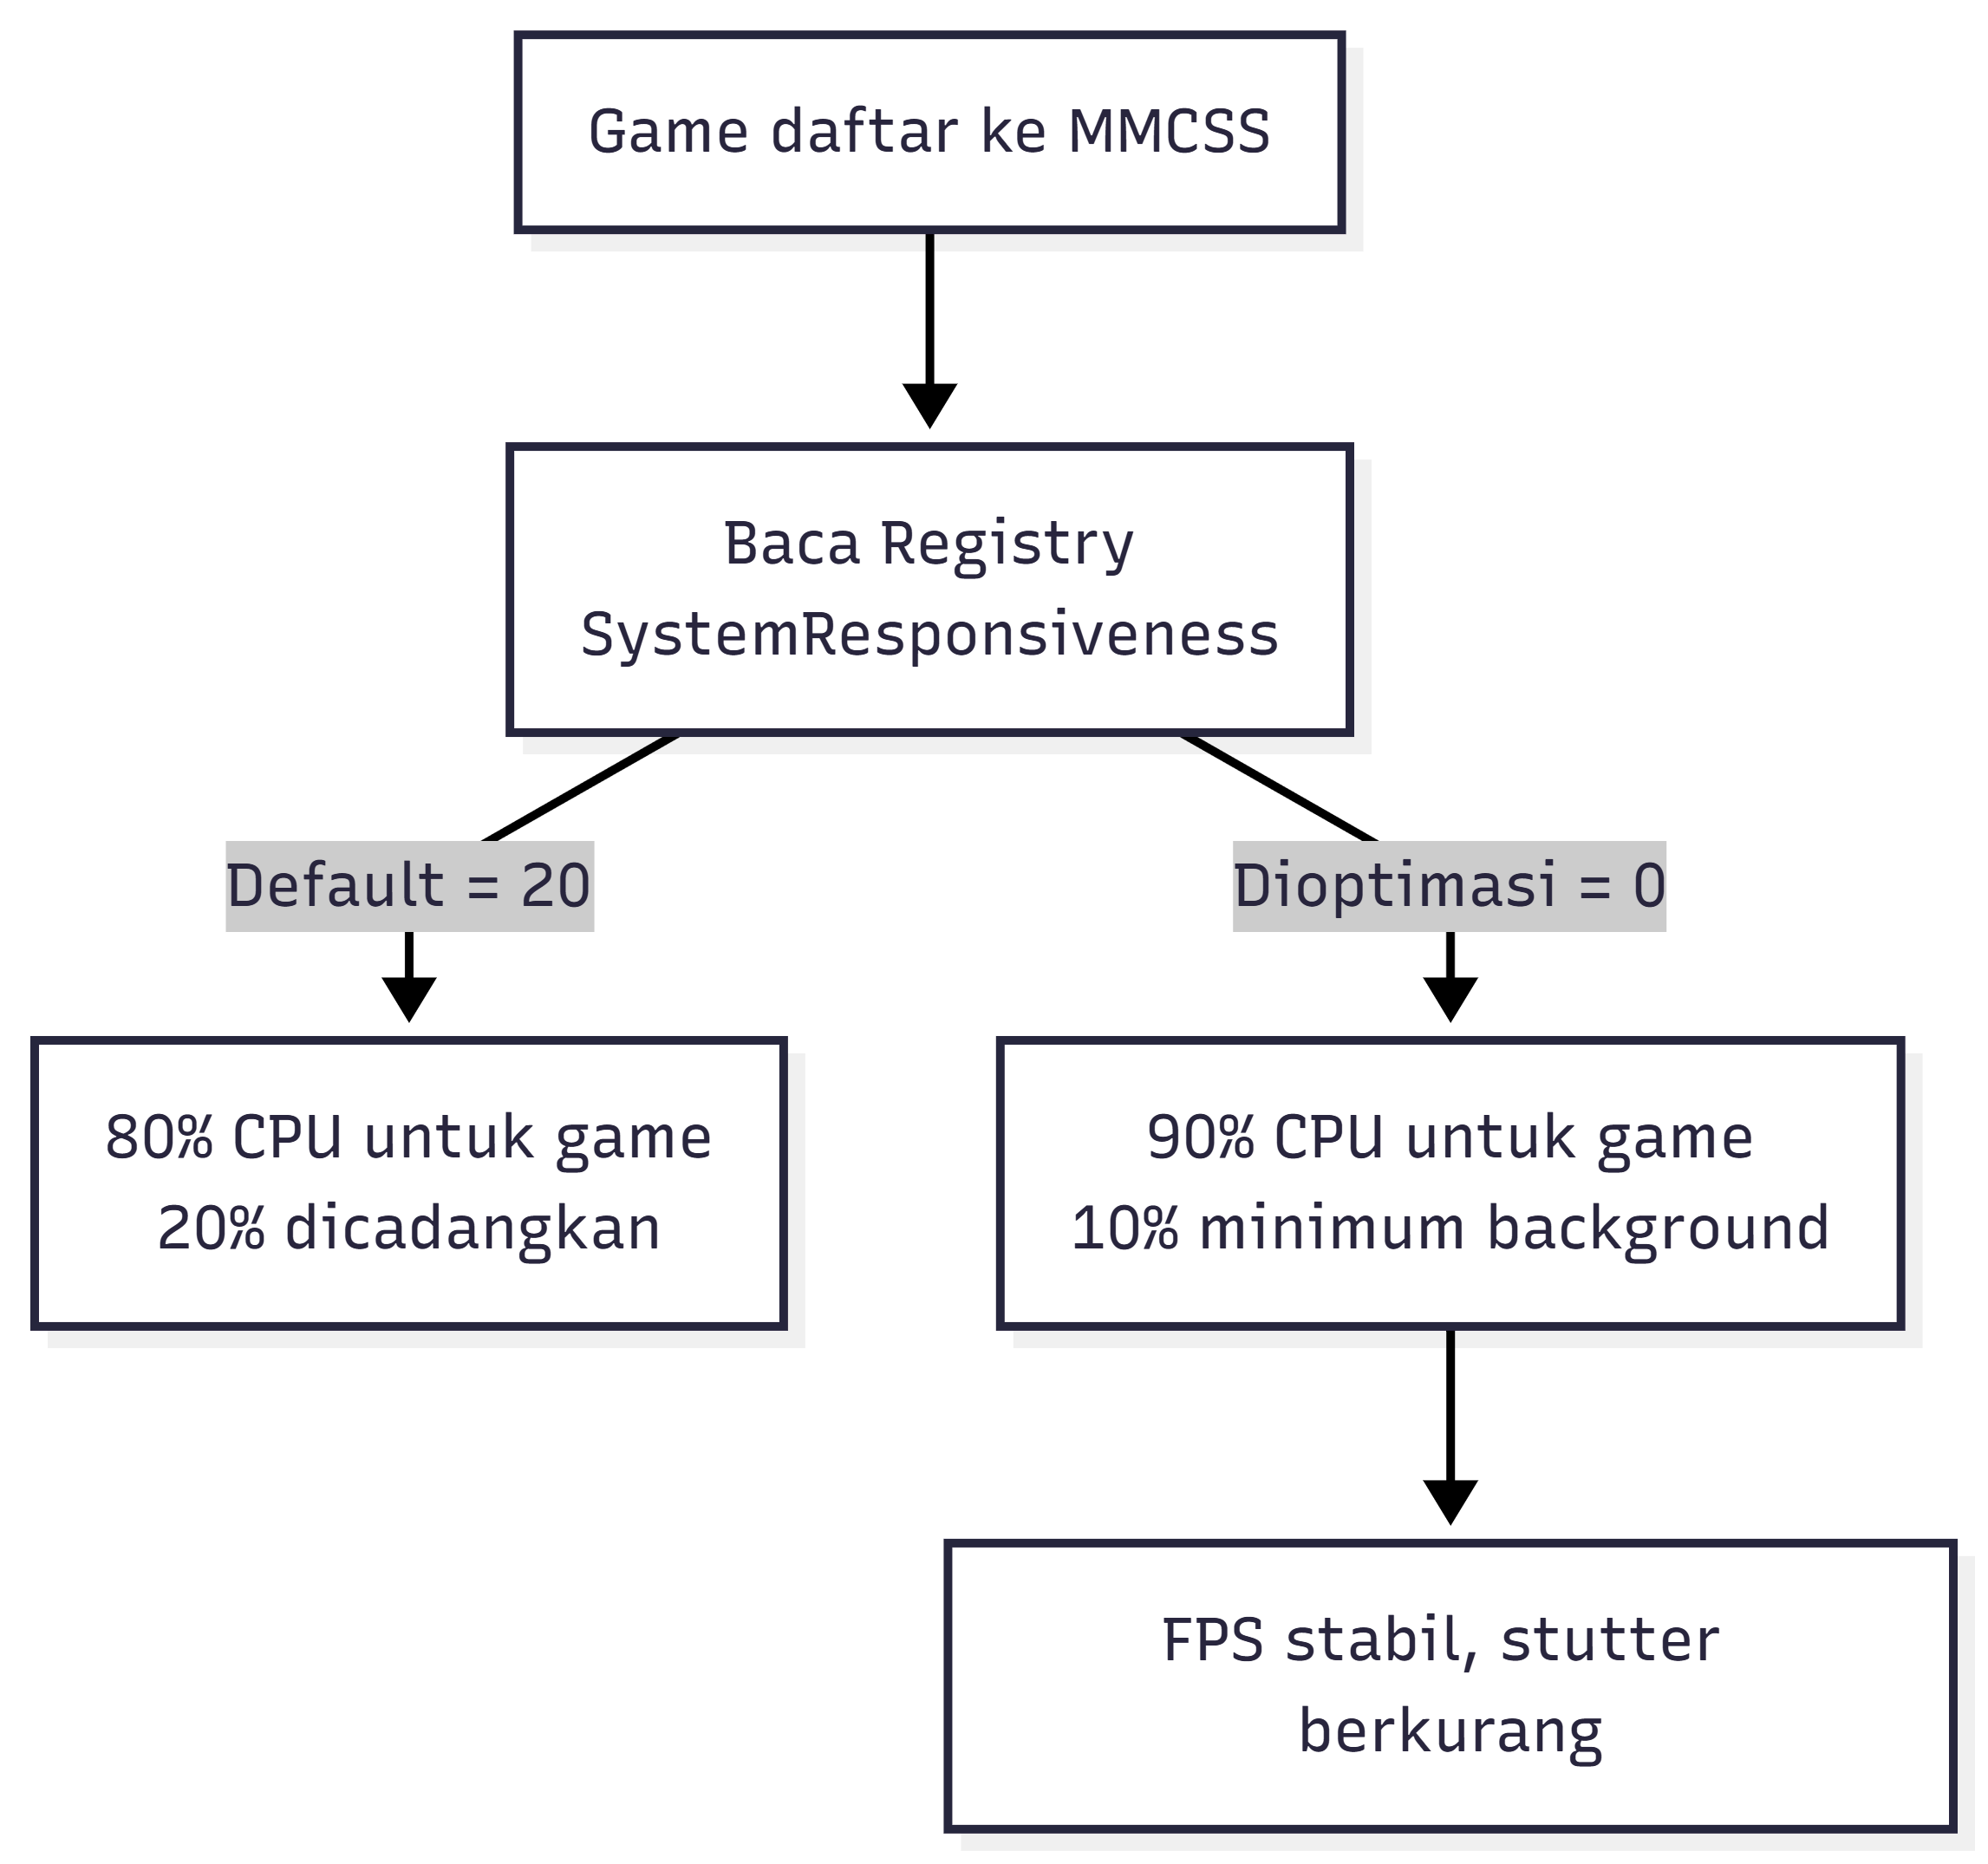 Game daftar ke MMCSS
Baca Registry
SystemResponsiveness
Default = 20
Dioptimasi = 0
80% CPU untuk game
20% dicadangkan
90% CPU untuk game
10% minimum background
FPS stabil, stutter
berkurang